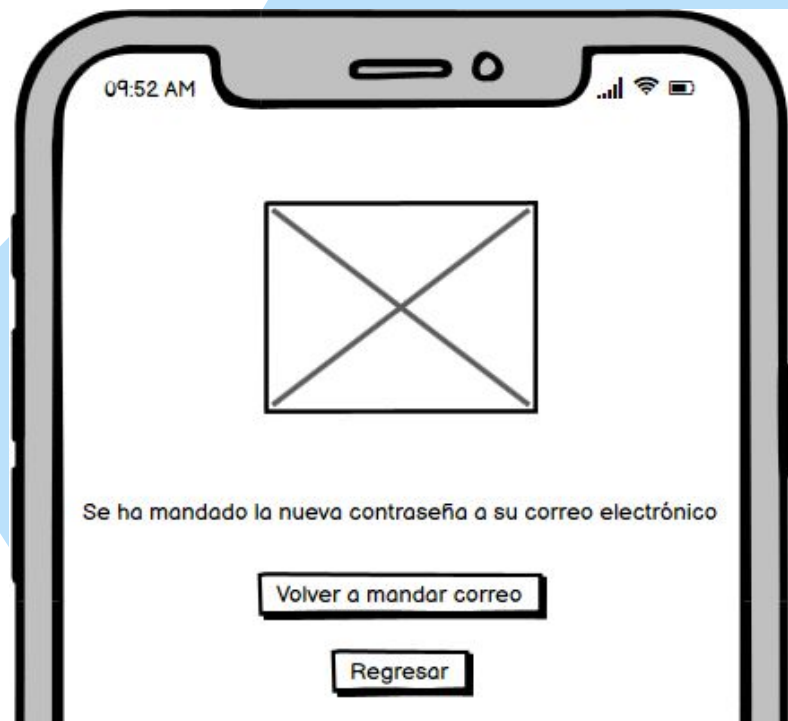 09:52 AM
Se ha mandado la nueva contraseña a su correo electrónico
Volver a mandar correo
Regresar